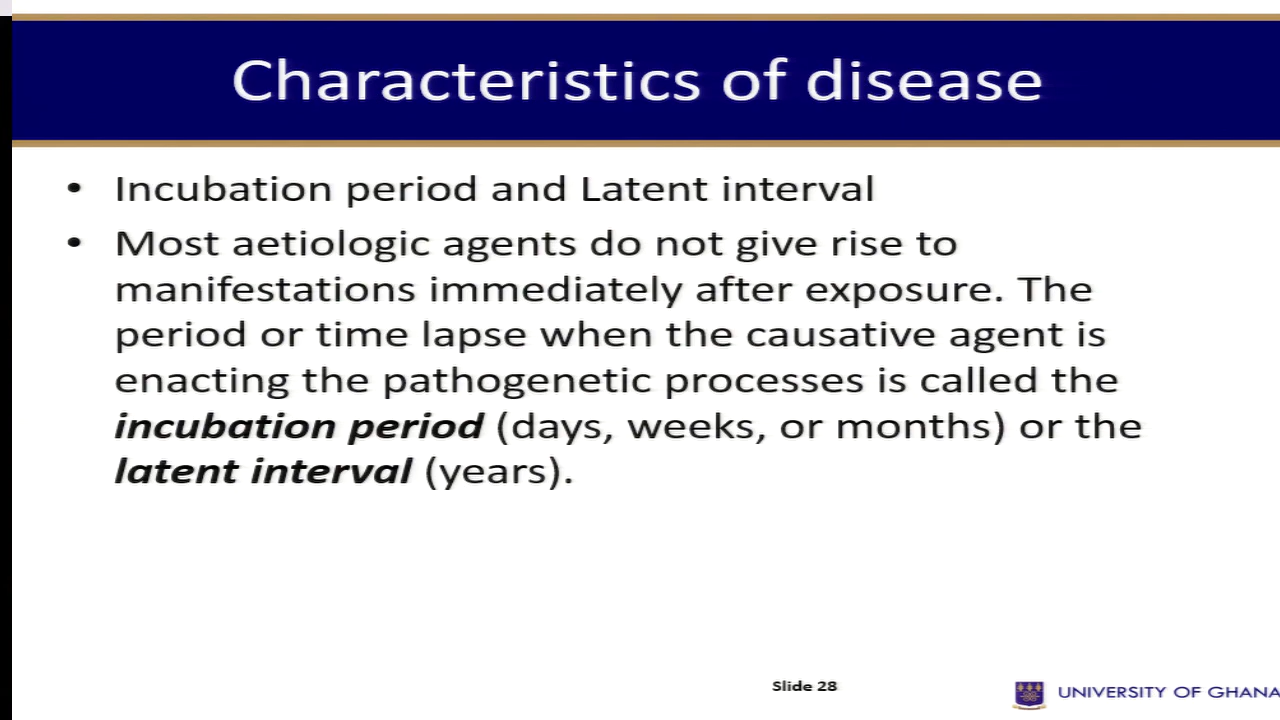 Characteristics of disease
• Incubation period and Latent interval
• Most aetiologic agents do not give rise to
manifestations immediately after exposure. The
period or time lapse when the causative agent is
enacting the pathogenetic processes is called the
incubation period (days, weeks, or months) or the
latent interval (years).
Slide 28
UNIVERSITY OF GHANA